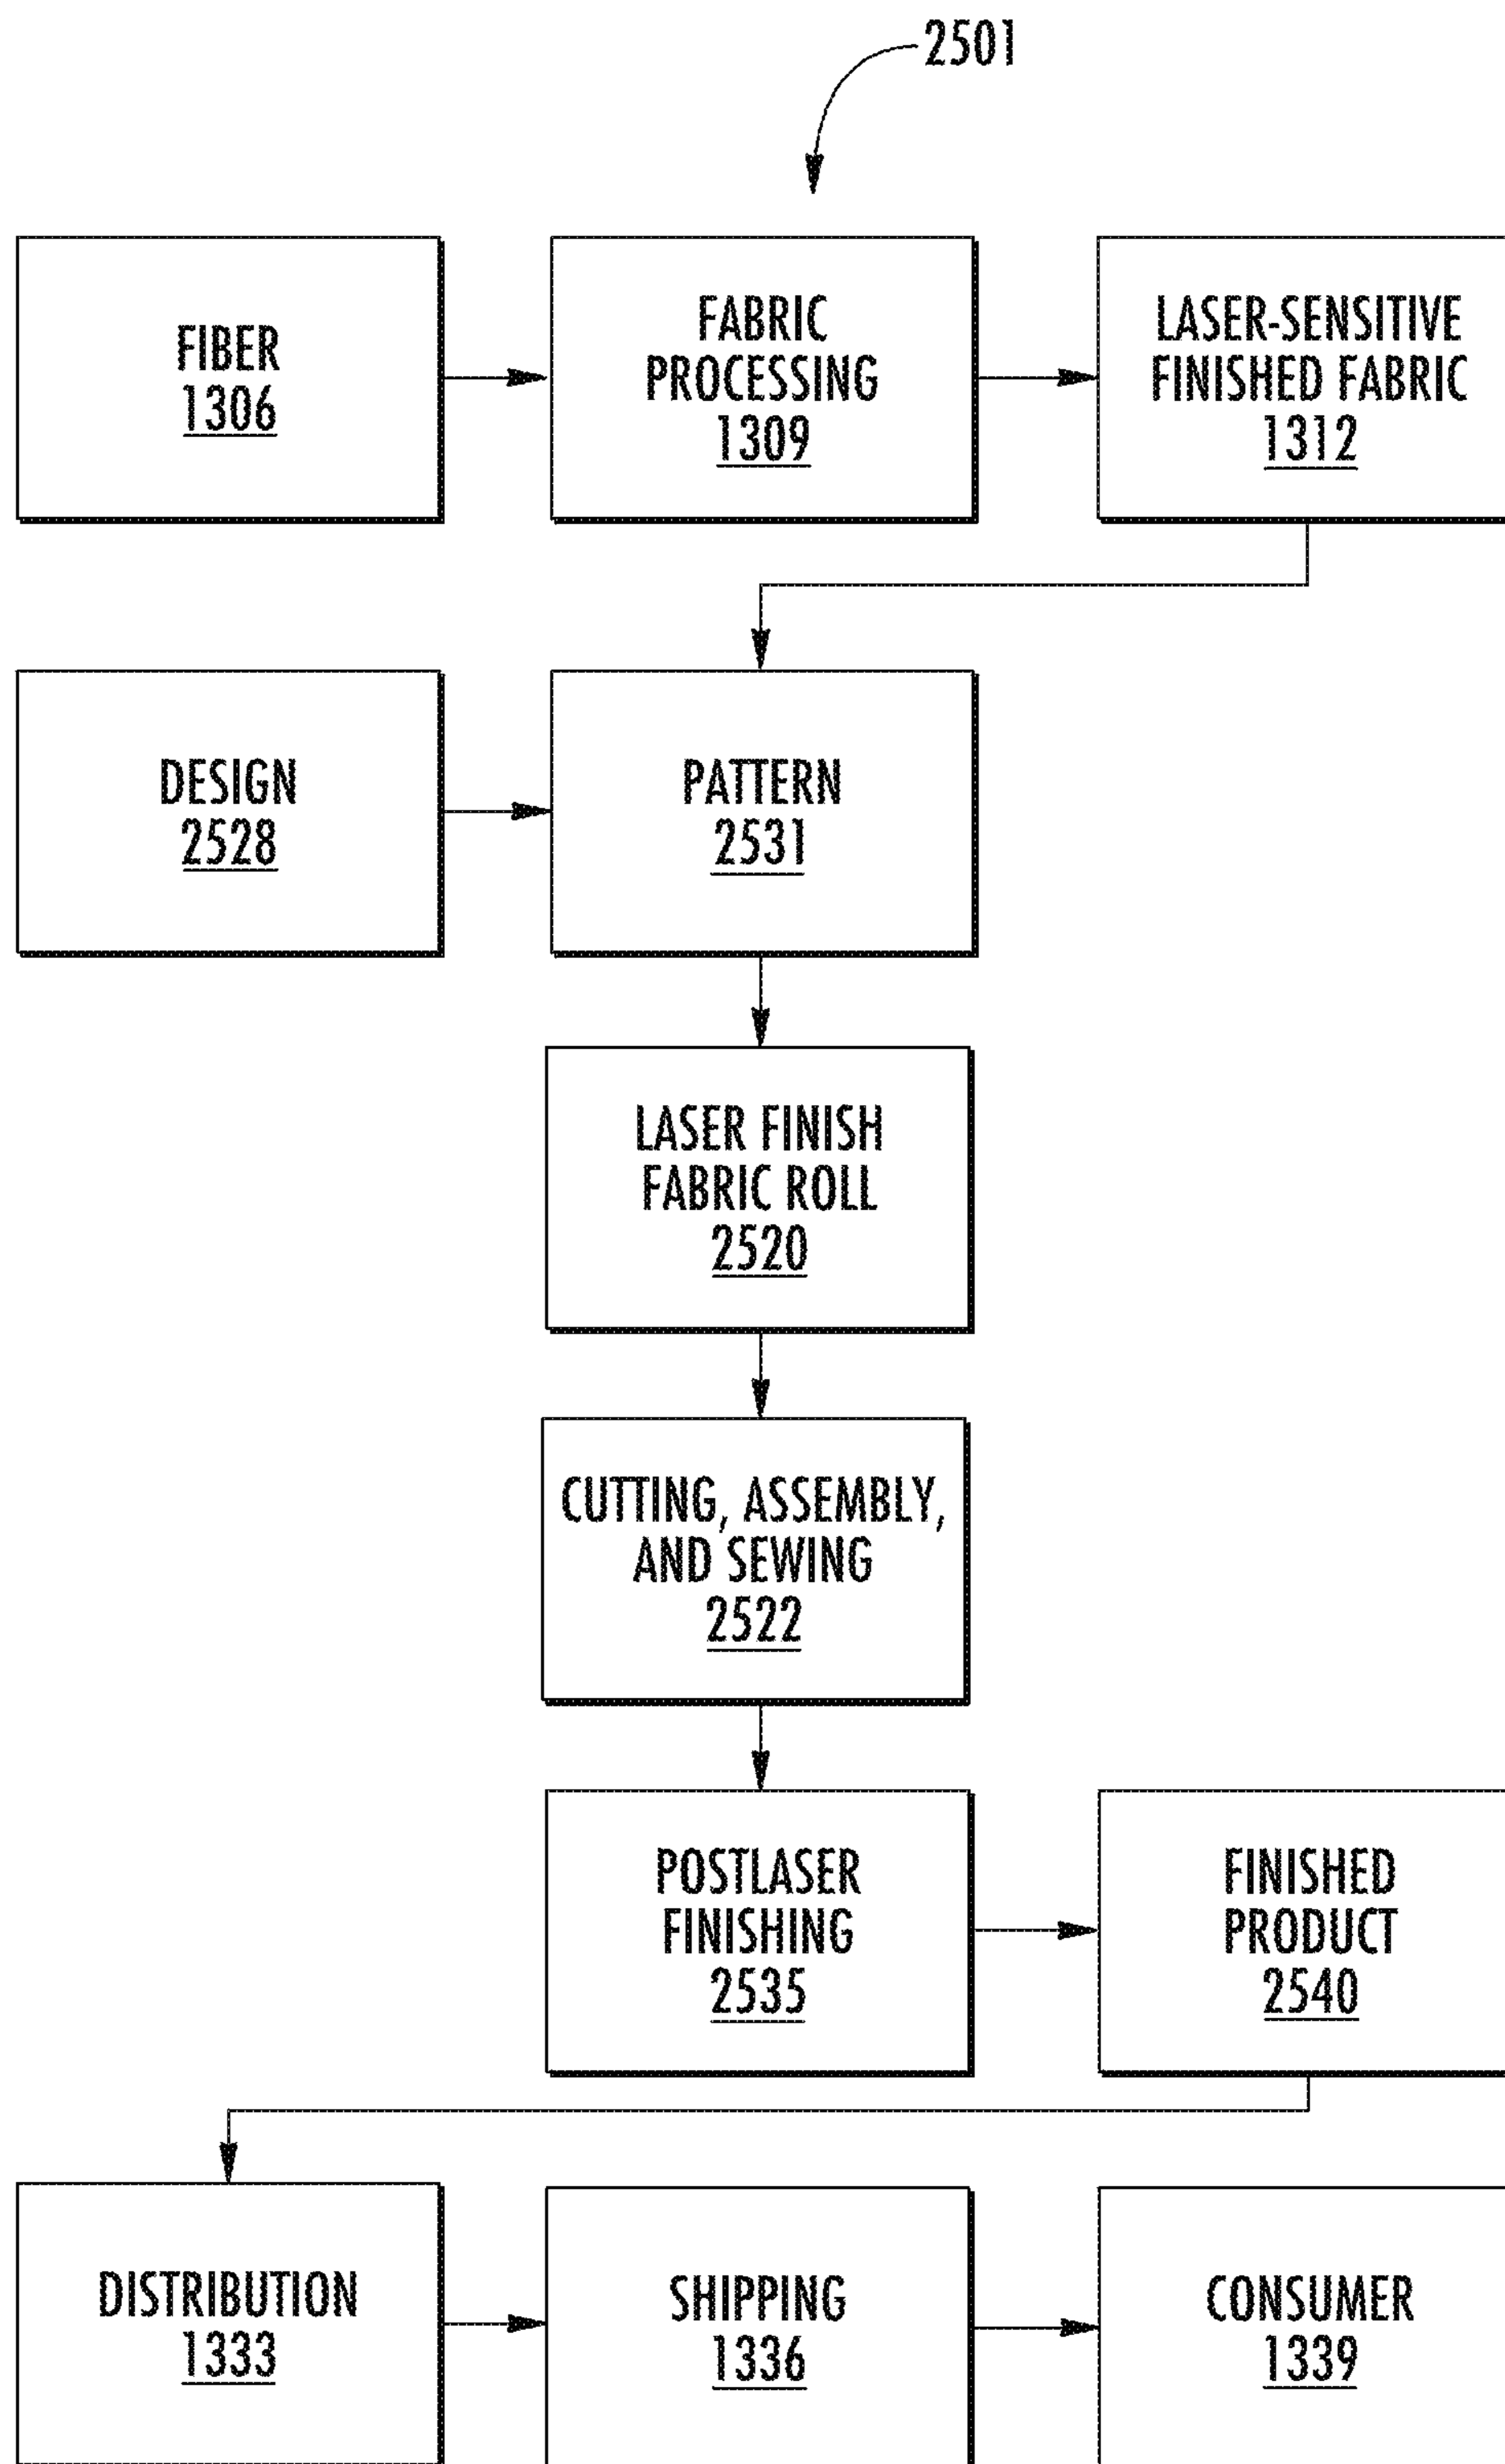 2501
FIBER
1306
FABRIC
PROCESSING
1309
LASER-SENSITIVE
FINISHED FABRIC
1312
DESIGN
2528
PATTERN
2531
LASER FINISH
FABRIC ROLL
2520
CUTTING, ASSEMBLY,
AND SEWING
2522
POSTLASER
FINISHING
2535
FINISHED
PRODUCT
2540
DISTRIBUTION
1333
SHIPPING
1336
CONSUMER
1339